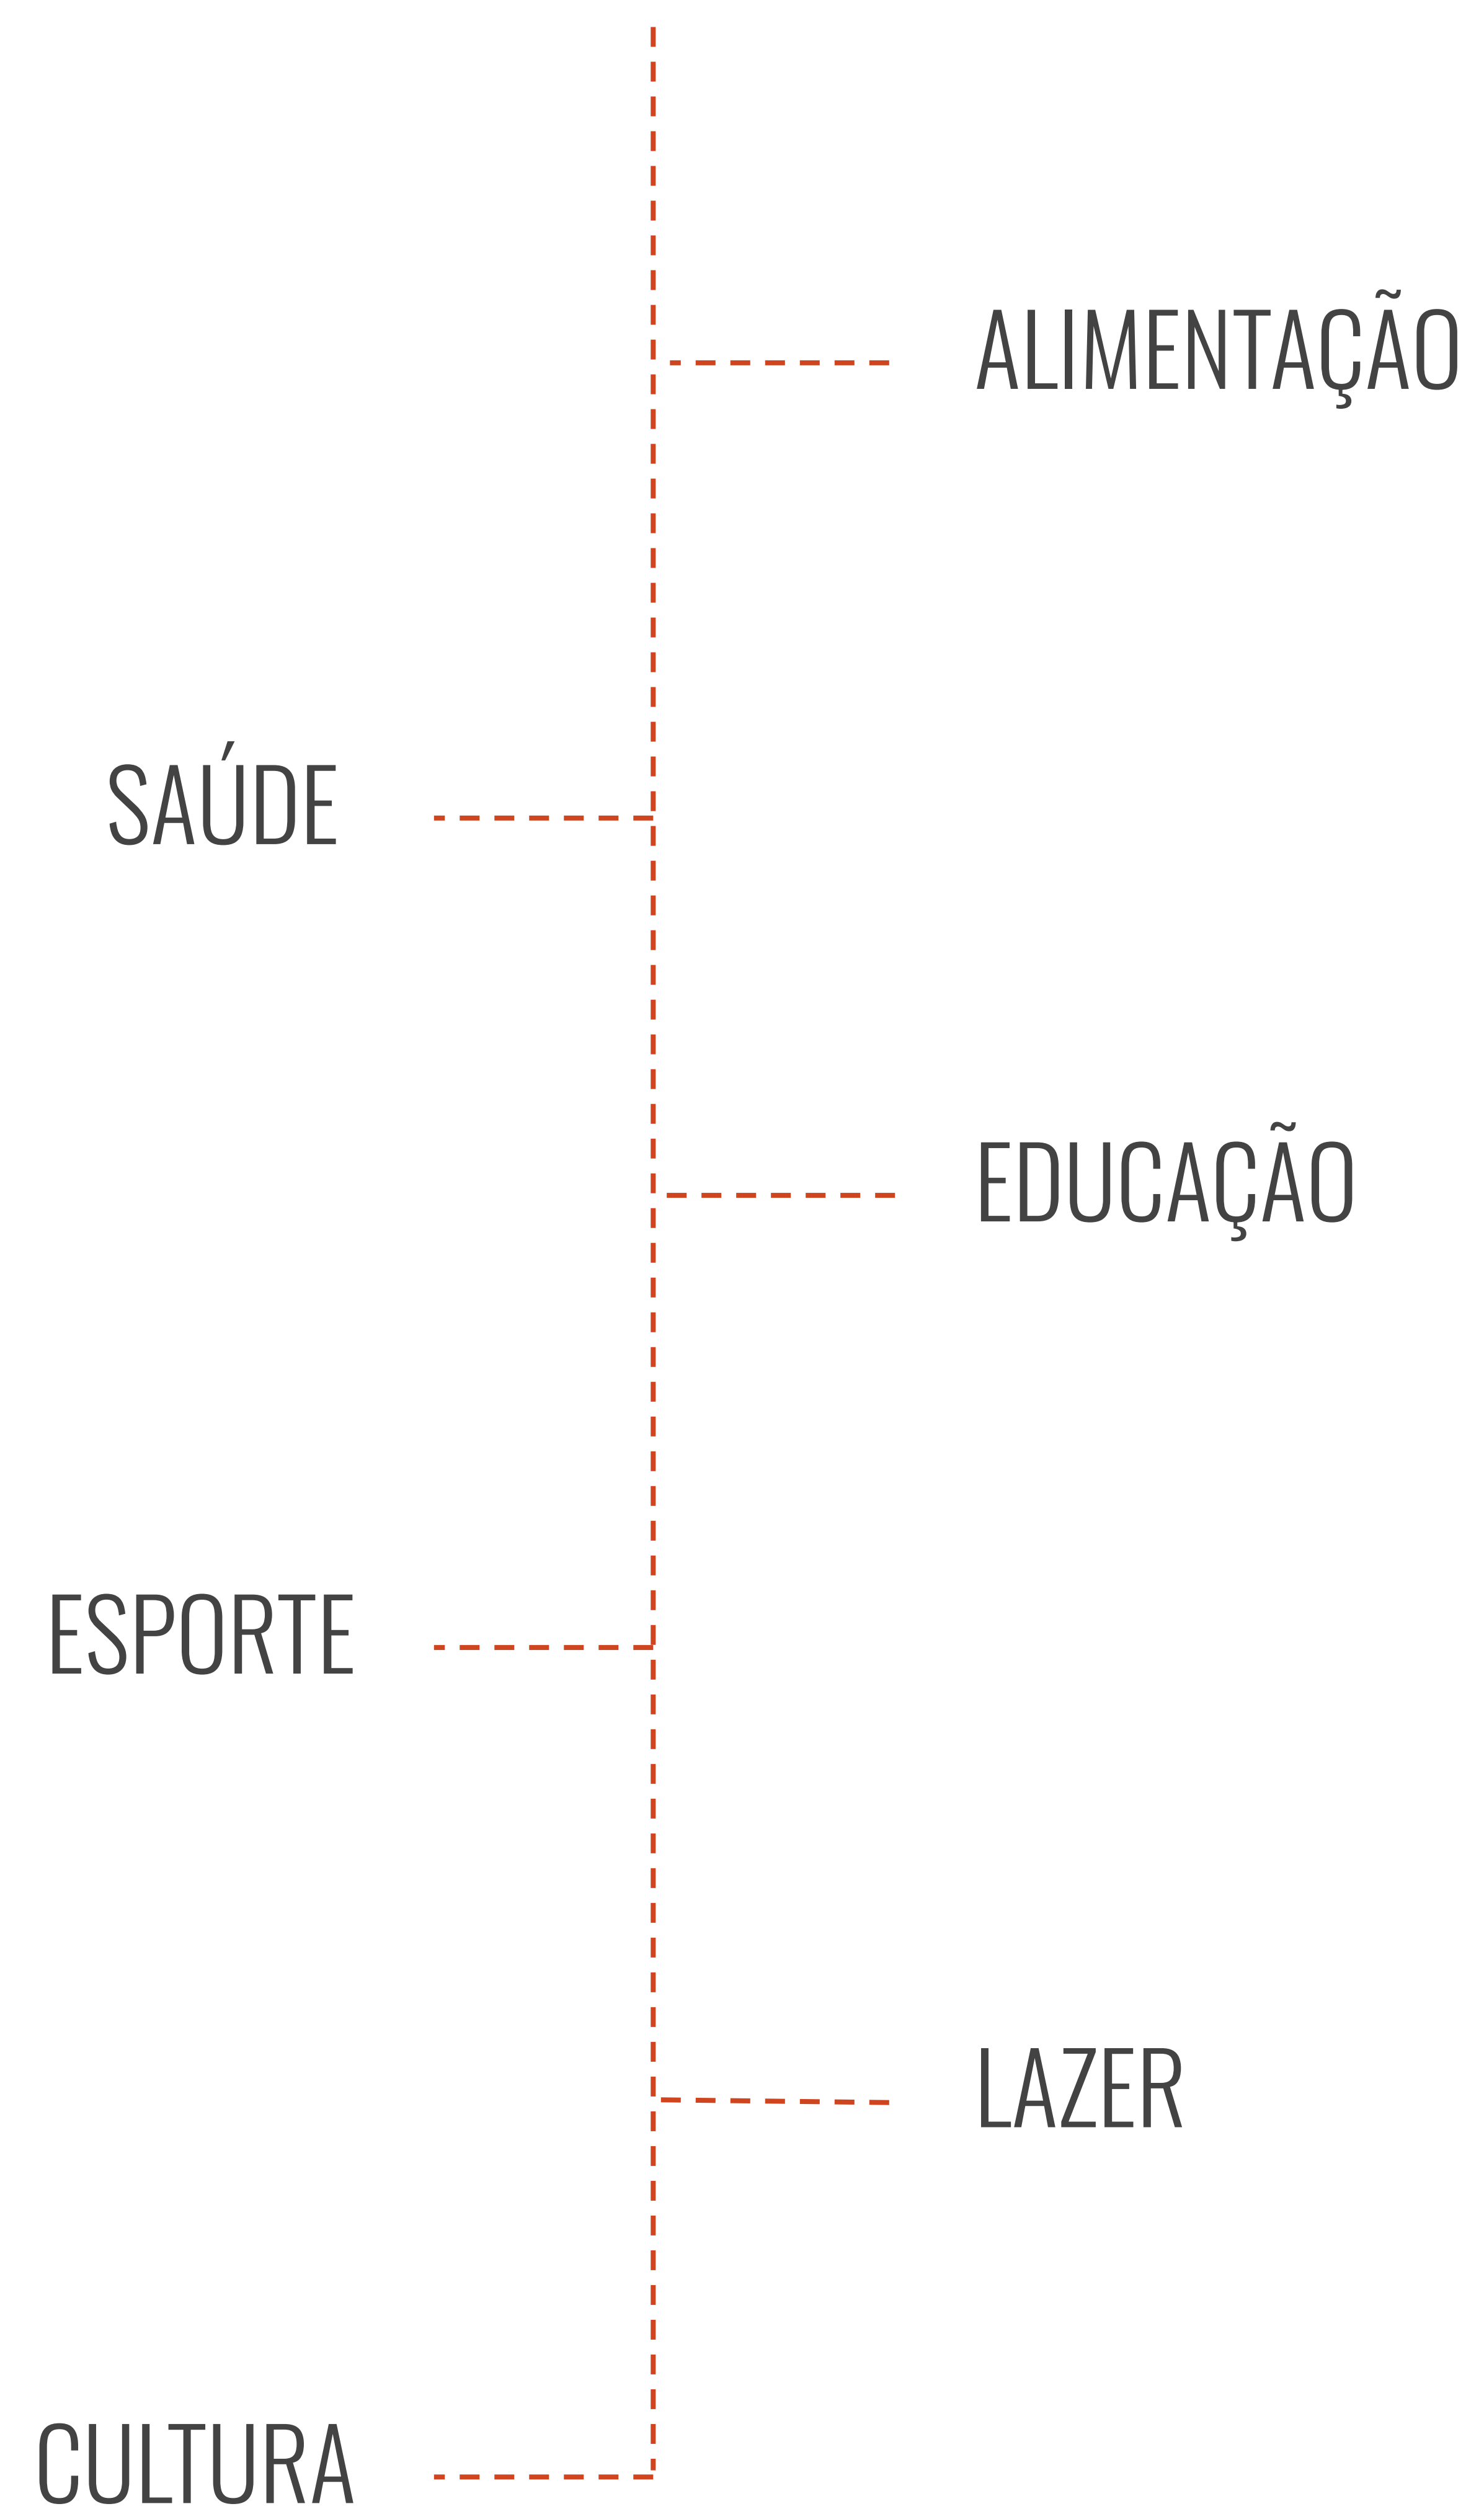 ALIMENTAÇÃO
SAÚDE
EDUCAÇÃO
ESPORTE
LAZER
CULTURA